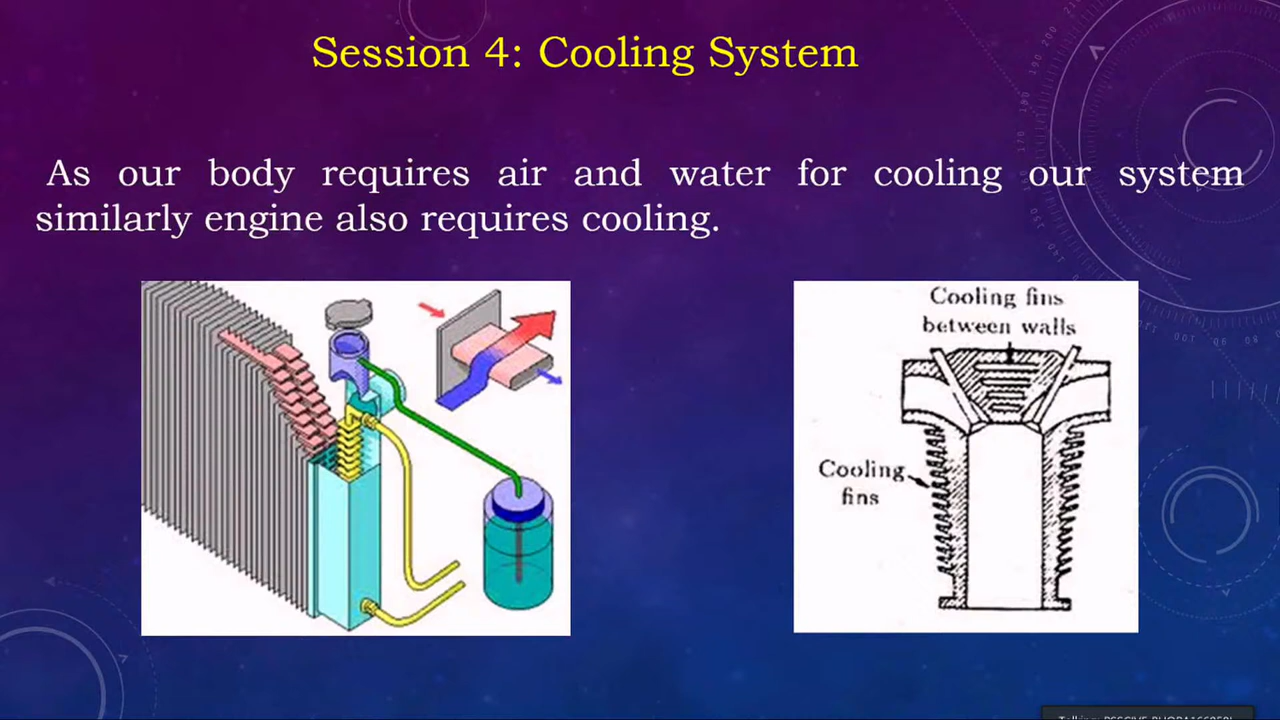 Session 4: Cooling System
As our body requires air and water for cooling our system
similarly engine also requires cooling.
Cooling fins
between walls
Cooling
fins